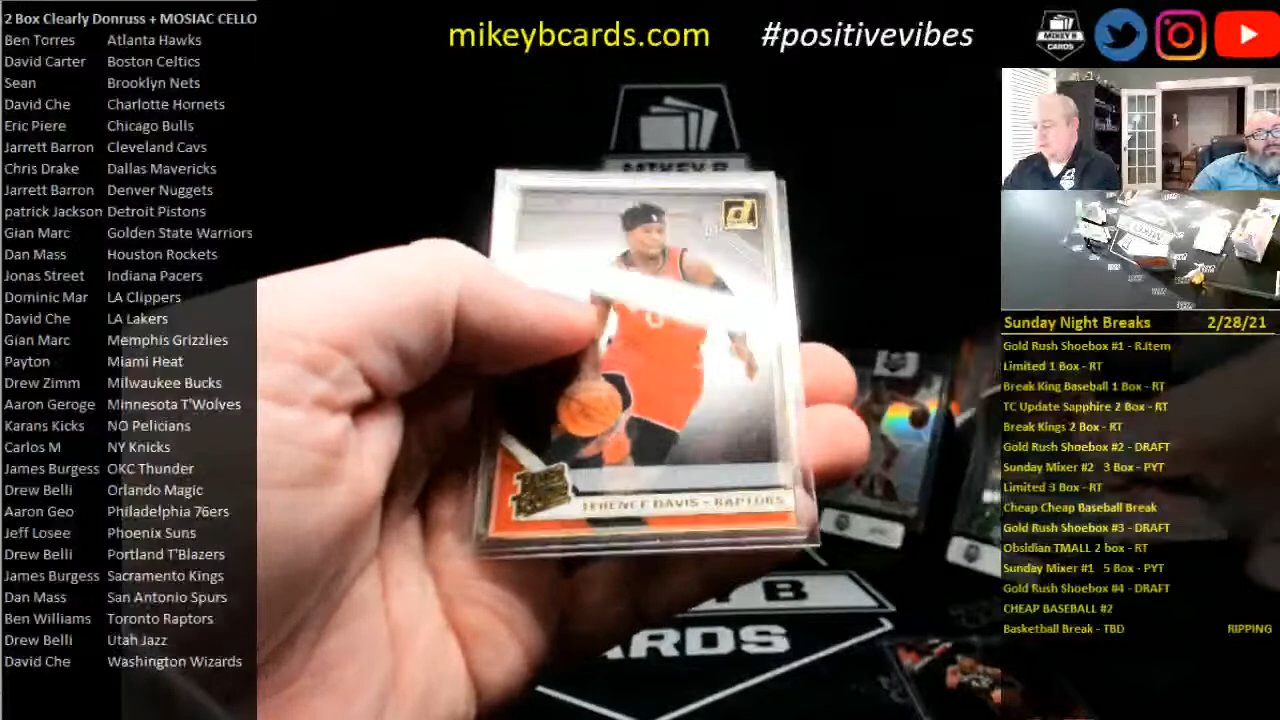 2 Box Clearly Donruss + MOSIAC CELLO
Ben Torres Atlanta Hawks
David Carter Boston Celtics
Sean Brooklyn Nets
David Che Charlotte Hornets
Eric Piere Chicago Bulls
Jarrett Barron Cleveland Cavs
Chris Drake Dallas Mavericks
Jarrett Barron Denver Nuggets
patrick Jackson Detroit Pistons
Gian Marc Golden State Warriors
Dan Mass Houston Rockets
Jonas Street Indiana Pacers
Dominic Mar LA Clippers
David Che LA Lakers
Gian Marc Memphis Grizzlies
Payton Miami Heat
Drew Zimm Milwaukee Bucks
Aaron Geroge Minnesota T'Wolves
Karans Kicks NO Pelicians
Carlos M NY Knicks
James Burgess OKC Thunder
Drew Belli Orlando Magic
Aaron Geo Philadelphia 76ers
Jeff Losee Phoenix Suns
Drew Belli Portland T'Blazers
James Burgess Sacramento Kings
Dan Mass San Antonio Spurs
Ben Williams Toronto Raptors
Drew Belli Utah Jazz
David Che Washington Wizards
mikeybcards.com #positivevibes
MIKEY B
CARDS
MIKEY B
TERENCE DAVIS - RAPTORS
B
CARDS
Sunday Night Breaks 2/28/21
Gold Rush Shoebox #1 - R.item
Limited 1 Box - RT
Break King Baseball 1 Box - RT
TC Update Sapphire 2 Box - RT
Break Kings 2 Box - RT
Gold Rush Shoebox #2 - DRAFT
Sunday Mixer #2 3 Box - PYT
Limited 3 Box - RT
Cheap Cheap Baseball Break
Gold Rush Shoebox #3 - DRAFT
Obsidian TMALL 2 box - RT
Sunday Mixer #1 5 Box - PYT
Gold Rush Shoebox #4 - DRAFT
CHEAP BASEBALL #2
Basketball Break - TBD RIPPING